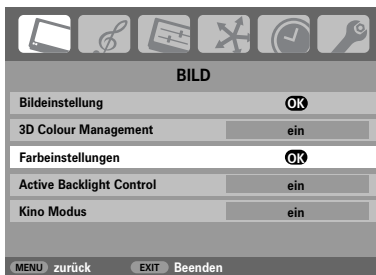 BILD
Bildeinstellung OK
3D Colour Management ein
Farbeinstellungen OK
Active Backlight Control ein
Kino Modus ein
MENU zurück EXIT Beenden